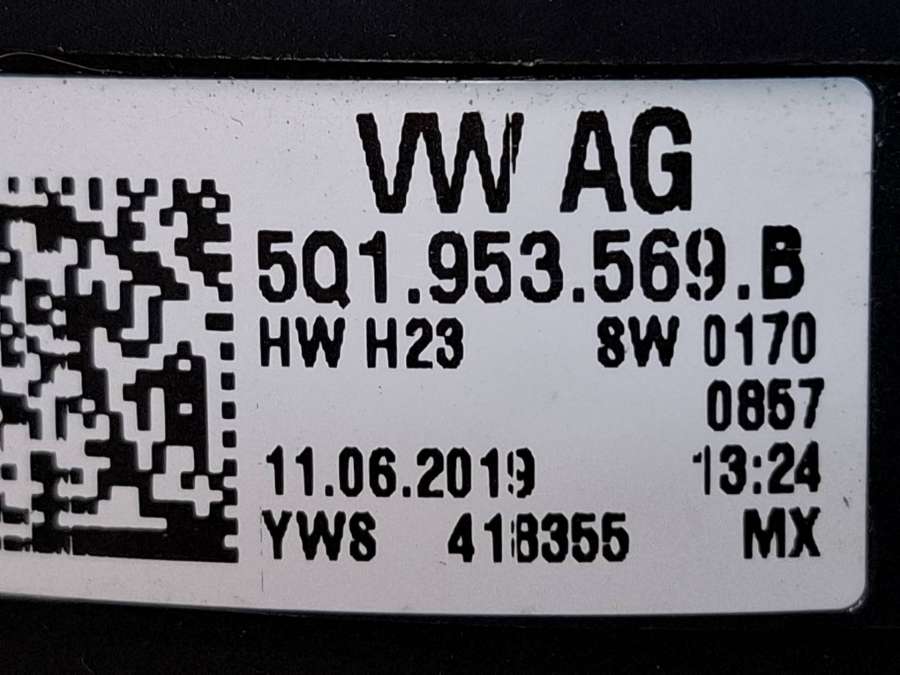 VW AG
5Q1.953.569.B
HW H23 SW 0170
0857
11.06.2019 13:24
YWS 418355 MX